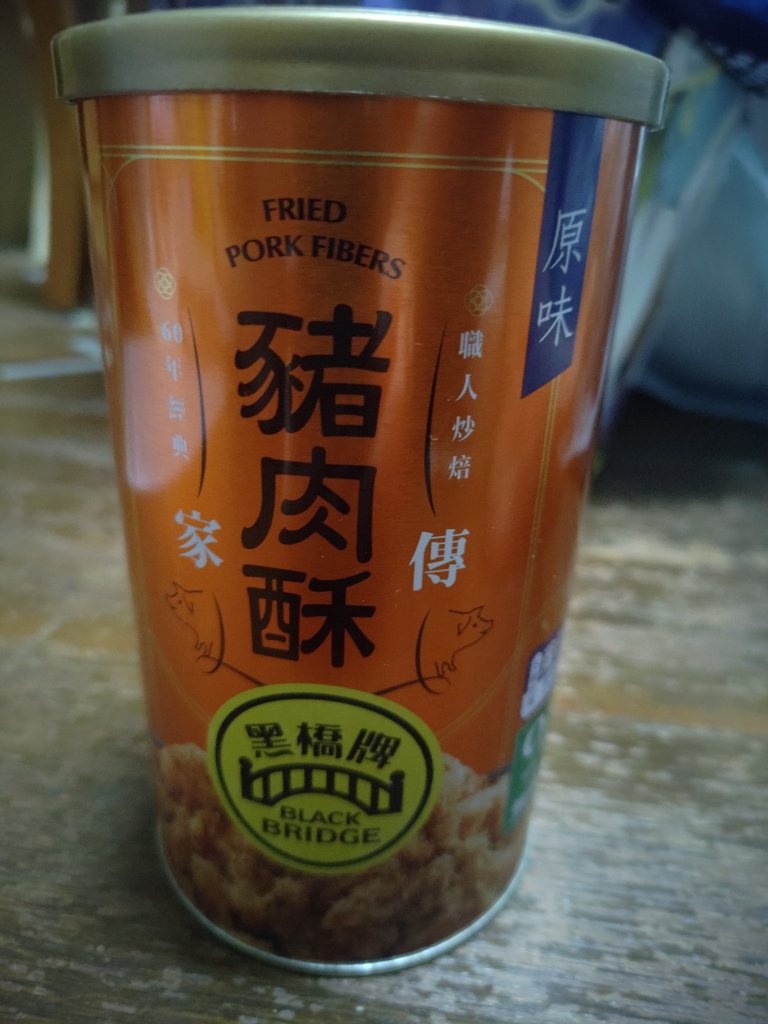 FRIED
PORK FIBERS
原味
職人炒焙
豬肉酥
60年經典
家傳
黑橋牌
BLACK
BRIDGE